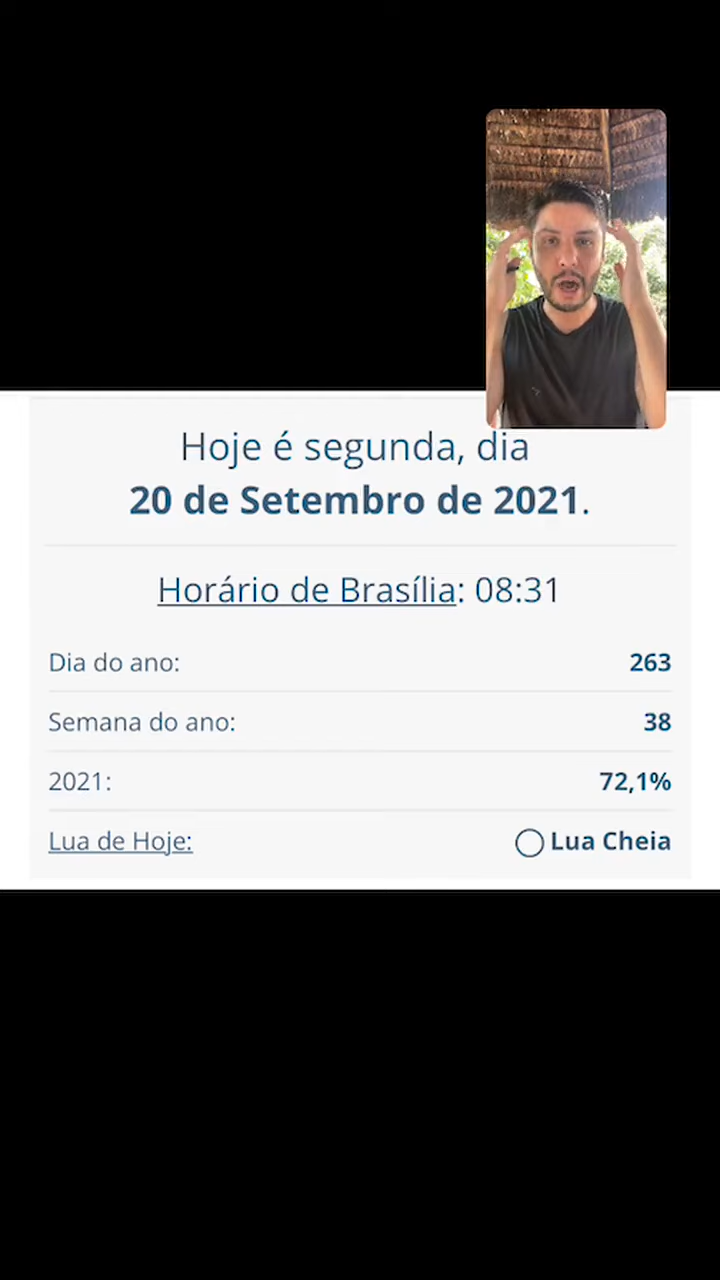 Hoje é segunda, dia
20 de Setembro de 2021.
Horário de Brasília: 08:31
Dia do ano: 263
Semana do ano: 38
2021: 72,1%
Lua de Hoje: Lua Cheia